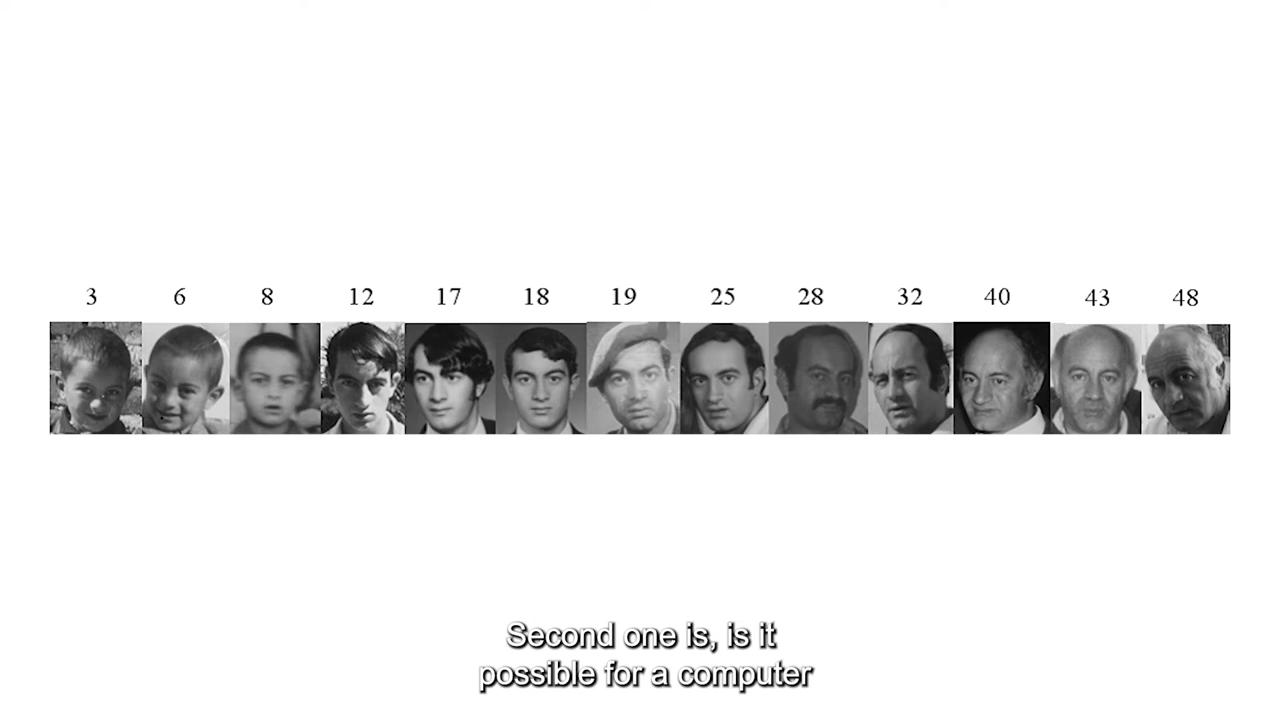 3 6 8 12 17 18 19 25 28 32 40 43 48
Second one is, is it
possible for a computer